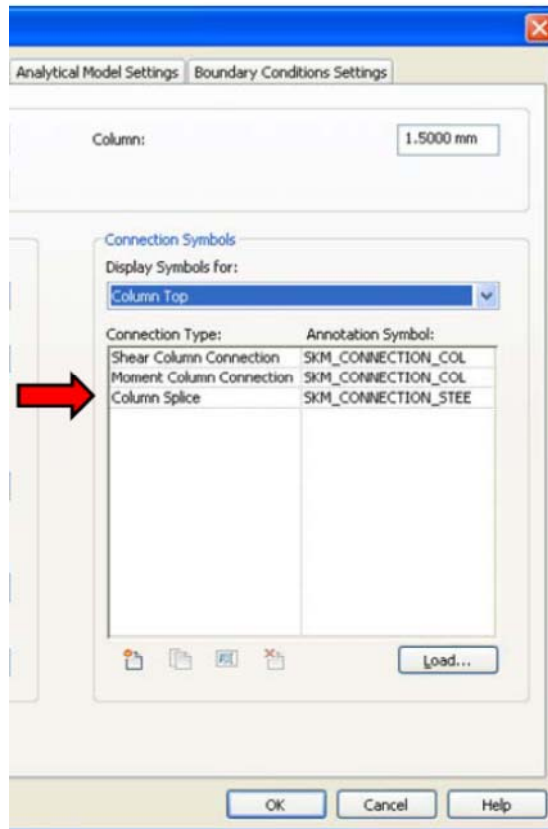 Analytical Model Settings Boundary Conditions Settings
Column: 1.5000 mm
Connection Symbols
Display Symbols for:
Column Top
Connection Type: Annotation Symbol:
Shear Column Connection SKM_CONNECTION_COL
Moment Column Connection SKM_CONNECTION_COL
Column Splice SKM_CONNECTION_STEE
Load...
OK Cancel Help